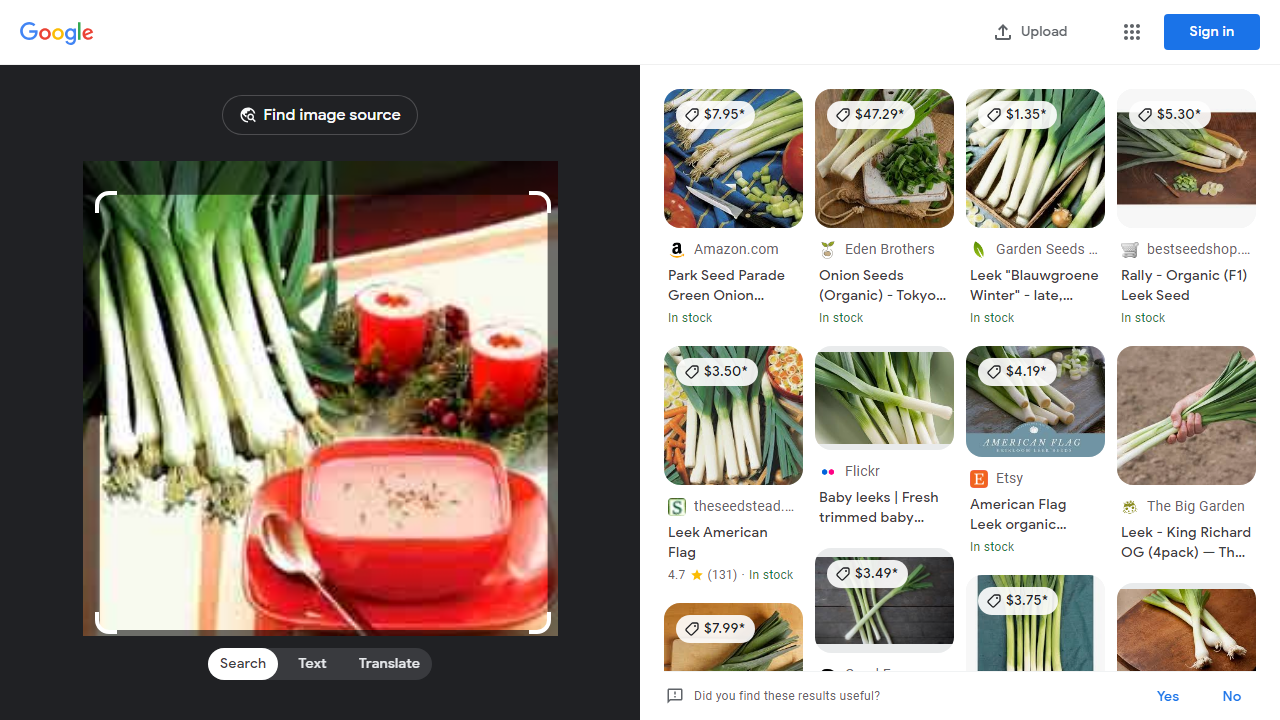 Google
Upload
Sign in
Find image source
Search
Text
Translate
$7.95*
Amazon.com
Park Seed Parade
Green Onion...
In stock
$47.29*
Eden Brothers
Onion Seeds
(Organic) - Tokyo...
In stock
$1.35*
Garden Seeds ...
Leek "Blauwgroene
Winter" - late,...
In stock
$5.30*
bestseedshop....
Rally - Organic (F1)
Leek Seed
In stock
$3.50*
theseedstead....
Leek American
Flag
4.7 ★ (131) · In stock
Flickr
Baby leeks | Fresh
trimmed baby...
$4.19*
AMERICAN FLAG
Etsy
American Flag
Leek organic...
In stock
The Big Garden
Leek - King Richard
OG (4pack) — Th...
$7.99*
$3.49*
$3.75*
Did you find these results useful?
Yes
No